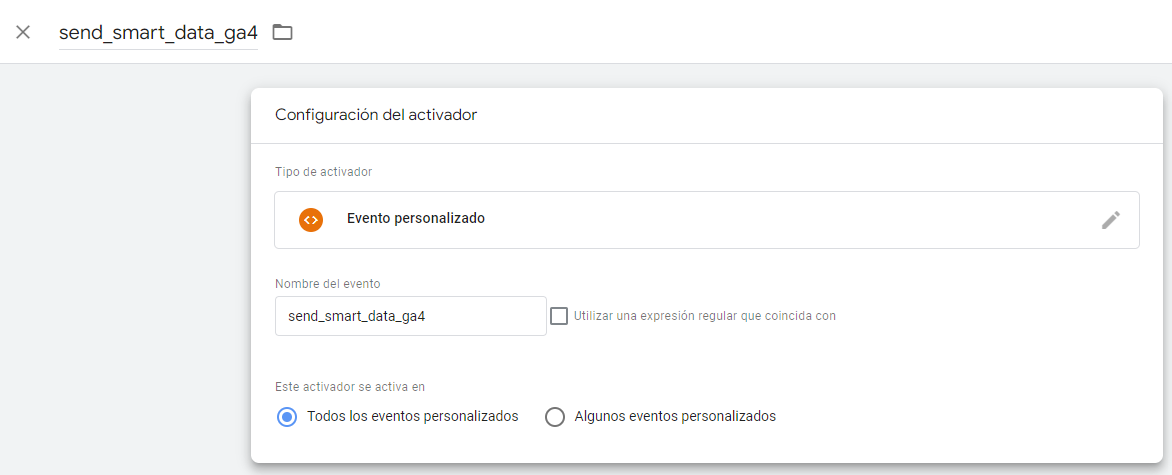 send_smart_data_ga4
Configuración del activador
Tipo de activador
Evento personalizado
Nombre del evento
send_smart_data_ga4
Utilizar una expresión regular que coincida con
Este activador se activa en
Todos los eventos personalizados
Algunos eventos personalizados